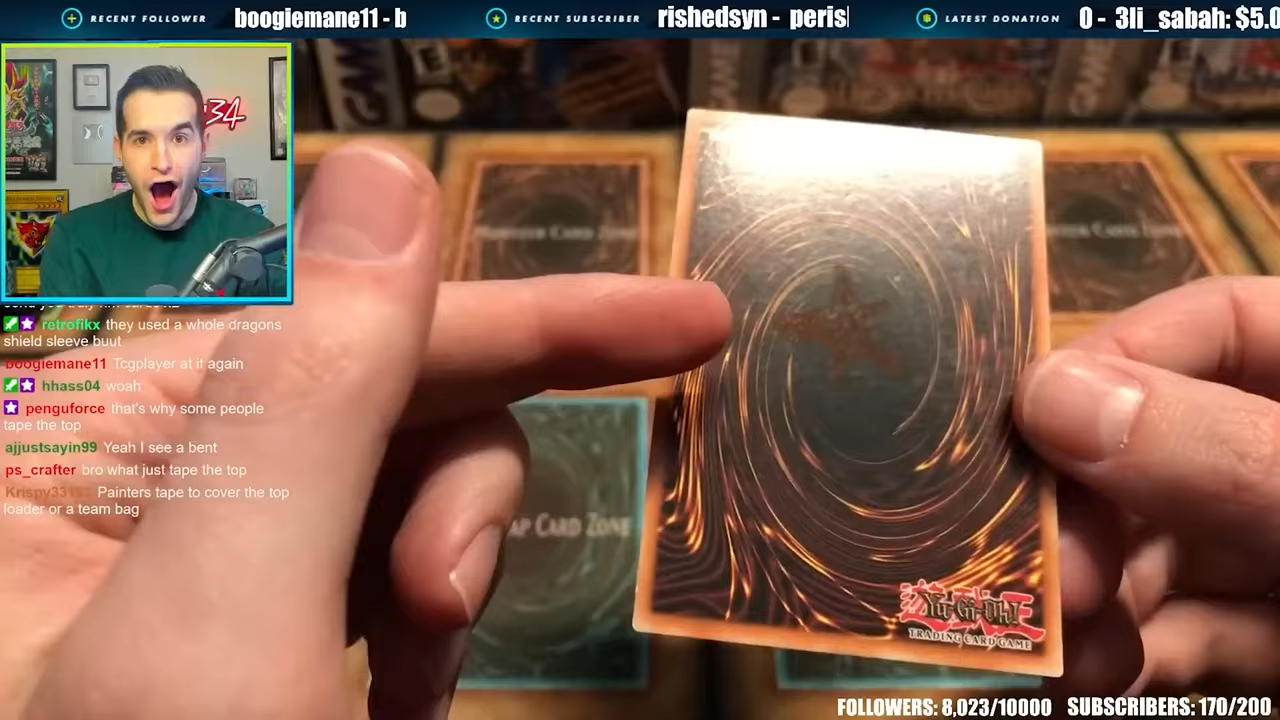 RECENT FOLLOWER
boogiemane11 - b
RECENT SUBSCRIBER
rishedsyn - peris
LATEST DONATION
0 - 3li_sabah: $5.0
34
retrofikx they used a whole dragons
shield sleeve buut
boogiemane11 Tcgplayer at it again
hhass04 woah
penguforce that's why some people
tape the top
ajjustsayin99 Yeah I see a bent
ps_crafter bro what just tape the top
Painters tape to cover the top
loader or a team bag
CARD ZONE
Yu-Gi-Oh!
TRADING CARD GAME
FOLLOWERS: 8,023/10000 SUBSCRIBERS: 170/200